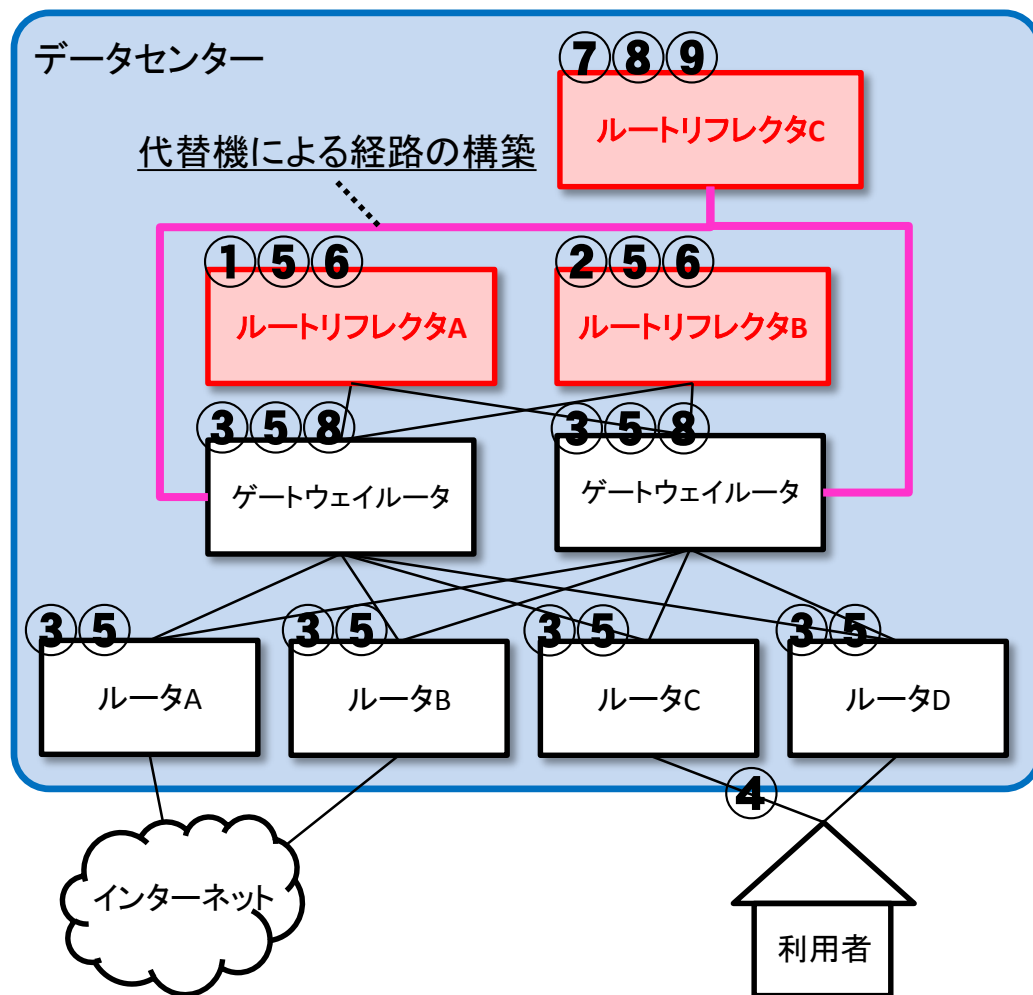 データセンター
⑦⑧⑨
ルートリフレクタC
代替機による経路の構築
①⑤⑥
②⑤⑥
ルートリフレクタA
ルートリフレクタB
③⑤⑧
③⑤⑧
ゲートウェイルータ
ゲートウェイルータ
③⑤
③⑤
③⑤
③⑤
ルータA
ルータB
ルータC
ルータD
④
インターネット
利用者